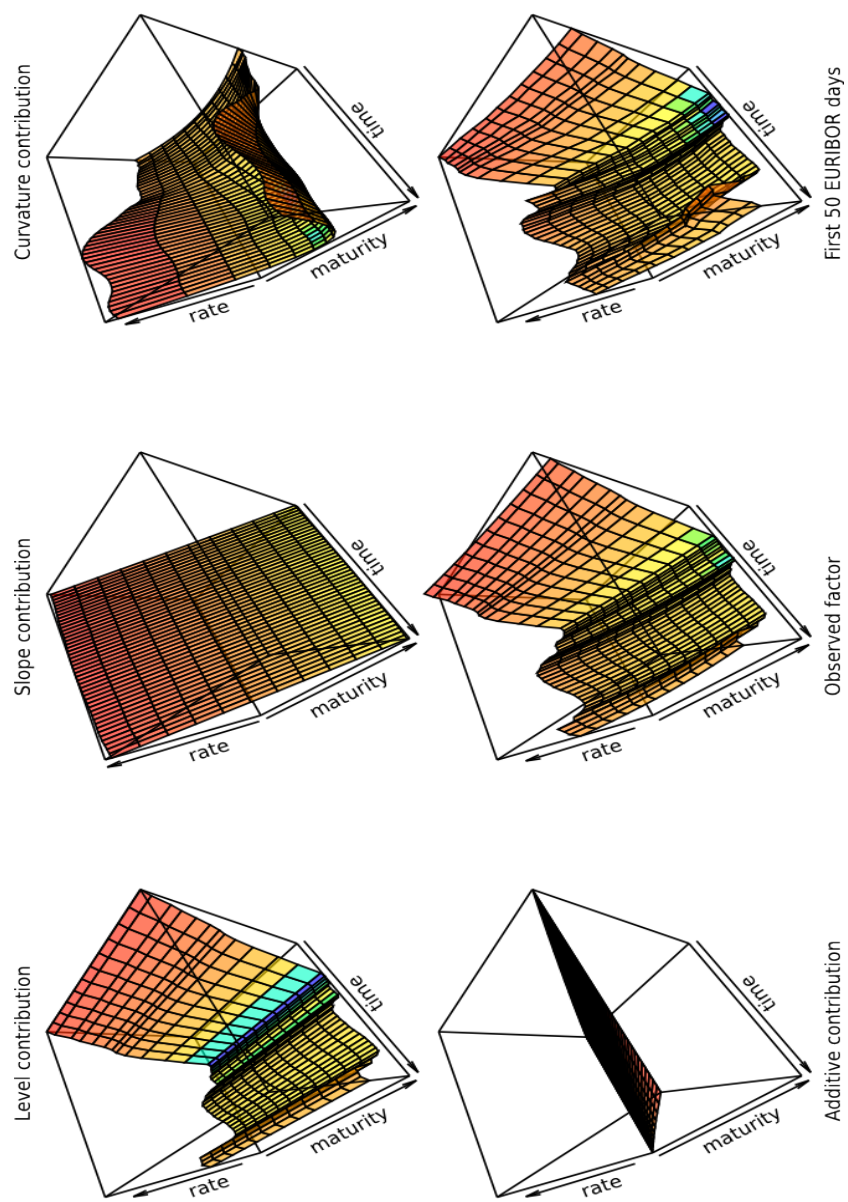 Level contribution
rate
maturity
time
Slope contribution
rate
maturity
time
Curvature contribution
rate
maturity
time
Additive contribution
rate
maturity
time
Observed factor
rate
maturity
time
First 50 EURIBOR days
rate
maturity
time